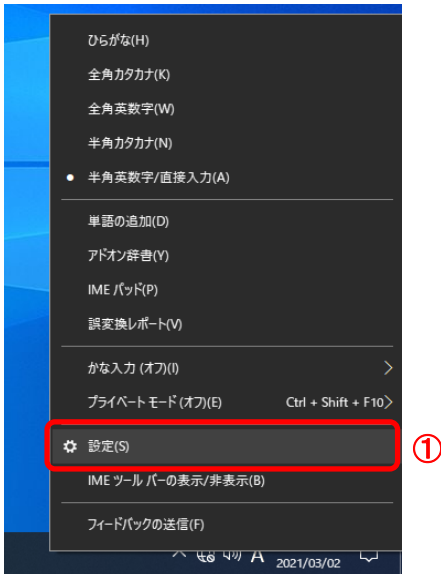 ひらがな(H)
全角カタカナ(K)
全角英数字(W)
半角カタカナ(N)
● 半角英数字/直接入力(A)
単語の追加(D)
アドオン辞書(Y)
IME パッド(P)
誤変換レポート(V)
かな入力 (オフ)(I) >
プライベート モード (オフ)(E) Ctrl + Shift + F10>
設定(S) ①
IME ツール バーの表示/非表示(B)
フィードバックの送信(F)
A
2021/03/02